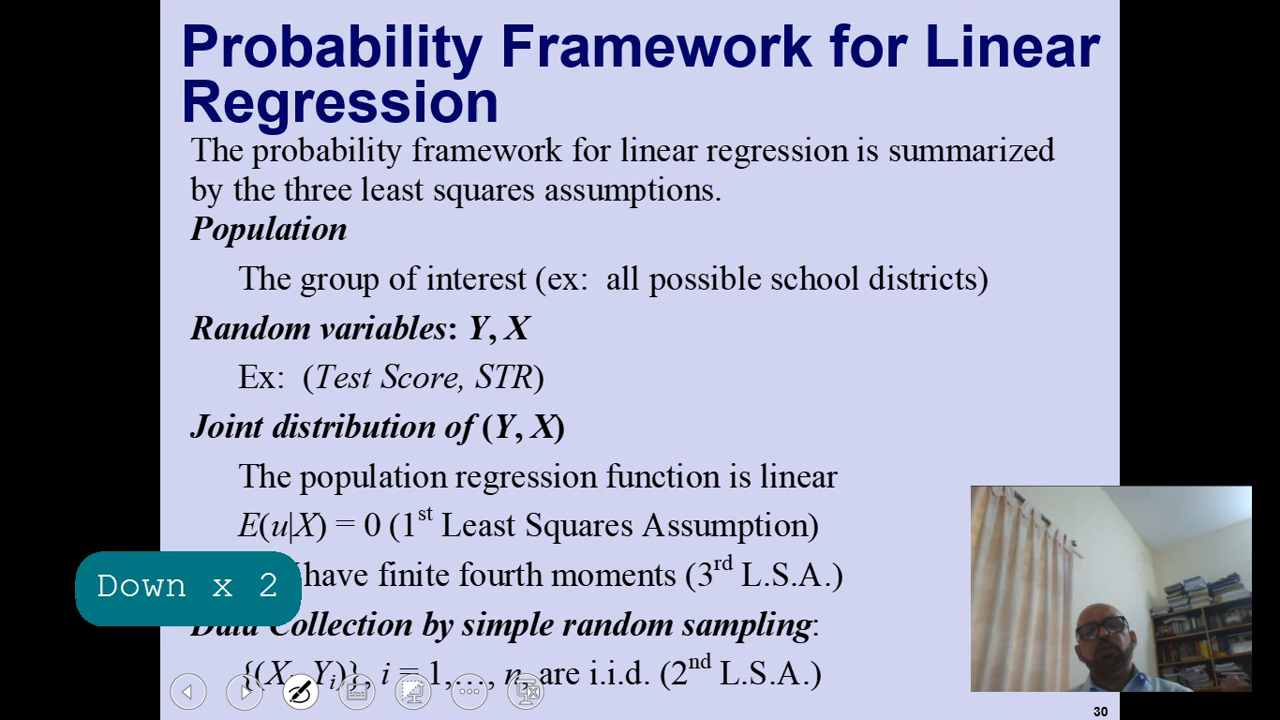 Probability Framework for Linear
Regression
The probability framework for linear regression is summarized
by the three least squares assumptions.
Population
The group of interest (ex: all possible school districts)
Random variables: Y, X
Ex: (Test Score, STR)
Joint distribution of (Y, X)
The population regression function is linear
E(u|X) = 0 (1st Least Squares Assumption)
have finite fourth moments (3rd L.S.A.)
Down x 2
Data Collection by simple random sampling:
{(Xi, Yi)}, i = 1,…, n, are i.i.d. (2nd L.S.A.)
30